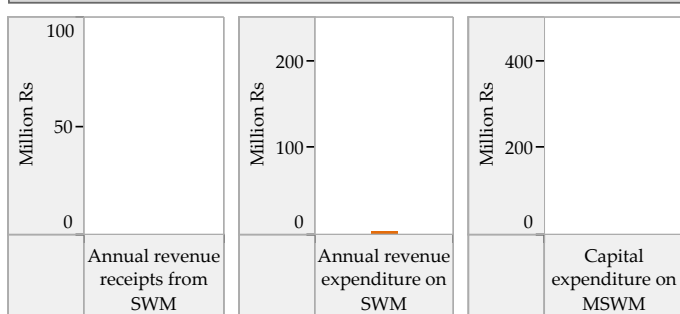 100
Million Rs
50
0
Annual revenue
receipts from
SWM
200
Million Rs
100
0
Annual revenue
expenditure on
SWM
400
Million Rs
200
0
Capital
expenditure on
MSWM